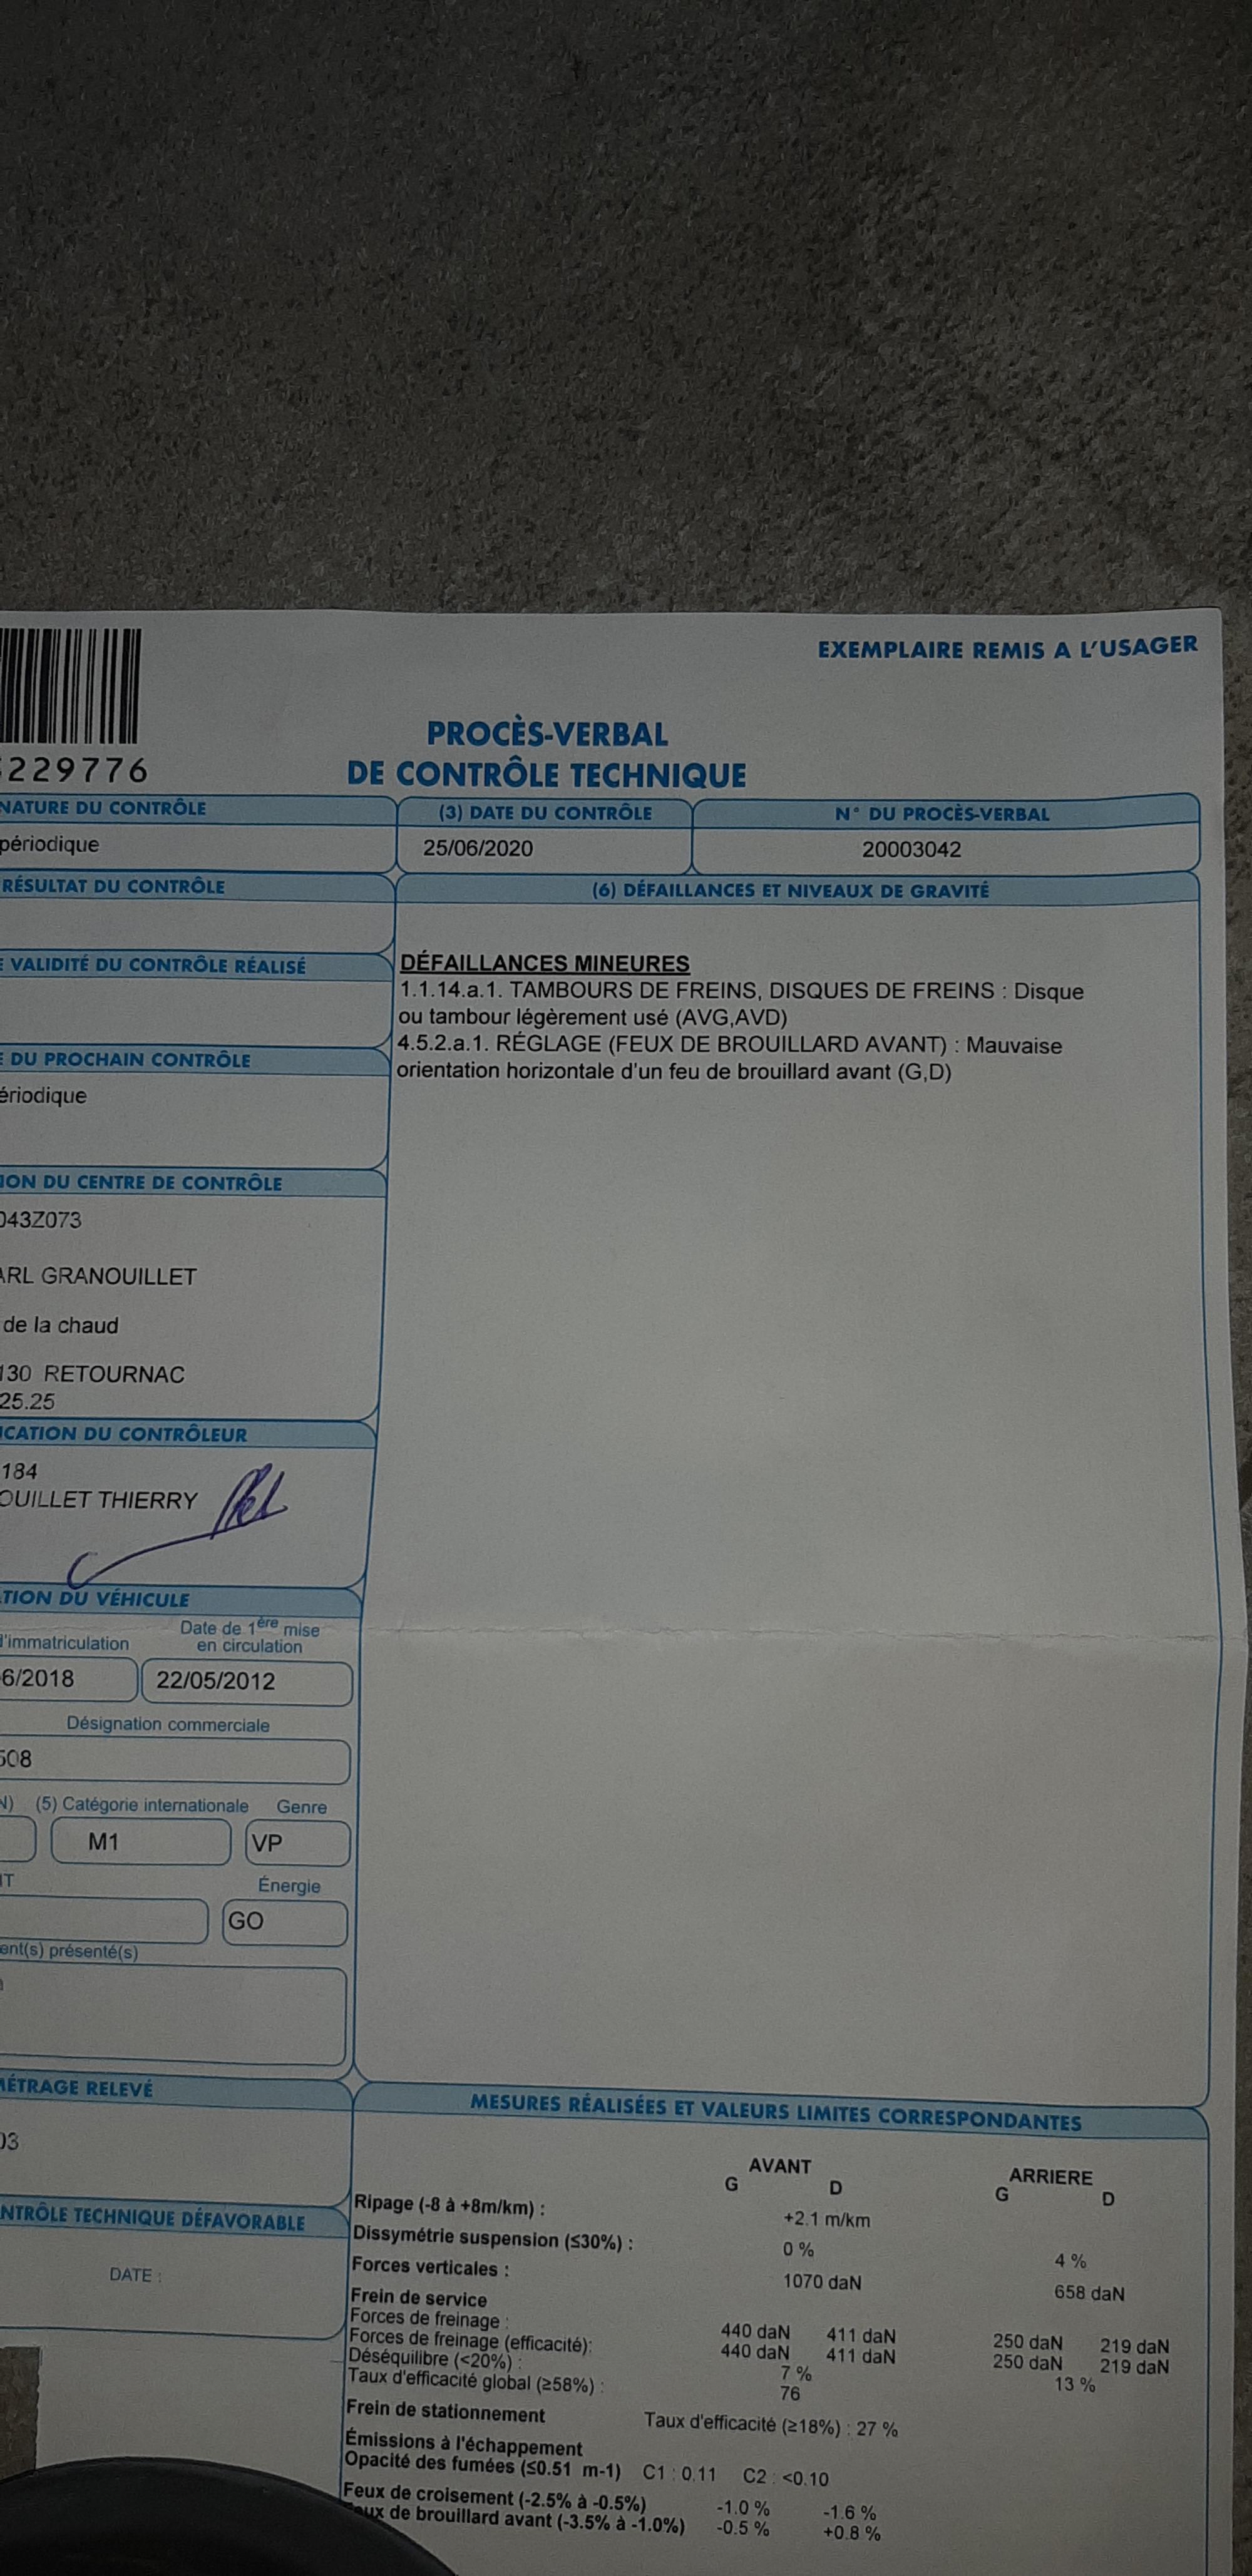 EXEMPLAIRE REMIS A L'USAGER
229776
PROCÈS-VERBAL
DE CONTRÔLE TECHNIQUE
NATURE DU CONTRÔLE
périodique
(3) DATE DU CONTRÔLE
25/06/2020
N° DU PROCÈS-VERBAL
20003042
RÉSULTAT DU CONTRÔLE
(6) DÉFAILLANCES ET NIVEAUX DE GRAVITÉ
VALIDITÉ DU CONTRÔLE RÉALISÉ
DÉFAILLANCES MINEURES
1.1.14.a.1. TAMBOURS DE FREINS, DISQUES DE FREINS : Disque
ou tambour légèrement usé (AVG,AVD)
4.5.2.a.1. RÉGLAGE (FEUX DE BROUILLARD AVANT) : Mauvaise
orientation horizontale d'un feu de brouillard avant (G,D)
DU PROCHAIN CONTRÔLE
ériodique
ION DU CENTRE DE CONTRÔLE
043Z073
ARL GRANOUILLET
de la chaud
130 RETOURNAC
25.25
ICATION DU CONTRÔLEUR
184
OUILLET THIERRY
TION DU VÉHICULE
d'immatriculation
Date de 1ère mise
en circulation
6/2018
22/05/2012
Désignation commerciale
508
N) (5) Catégorie internationale Genre
M1
VP
IT
Énergie
GO
ent(s) présenté(s)
MÉTRAGE RELEVÉ
03
NTRÔLE TECHNIQUE DÉFAVORABLE
DATE :
MESURES RÉALISÉES ET VALEURS LIMITES CORRESPONDANTES
AVANT ARRIERE
G D G D
Ripage (-8 à +8m/km) : +2.1 m/km
Dissymétrie suspension (≤30%) : 0 % 4 %
Forces verticales : 1070 daN 658 daN
Frein de service
Forces de freinage : 440 daN 411 daN 250 daN 219 daN
Forces de freinage (efficacité): 440 daN 411 daN 250 daN 219 daN
Déséquilibre (<20%) : 7 % 13 %
Taux d'efficacité global (≥58%) : 76
Frein de stationnement Taux d'efficacité (≥18%) : 27 %
Émissions à l'échappement
Opacité des fumées (≤0.51 m-1) C1 : 0.11 C2 : <0.10
Feux de croisement (-2.5% à -0.5%) -1.0 % -1.6 %
eux de brouillard avant (-3.5% à -1.0%) -0.5 % +0.8 %